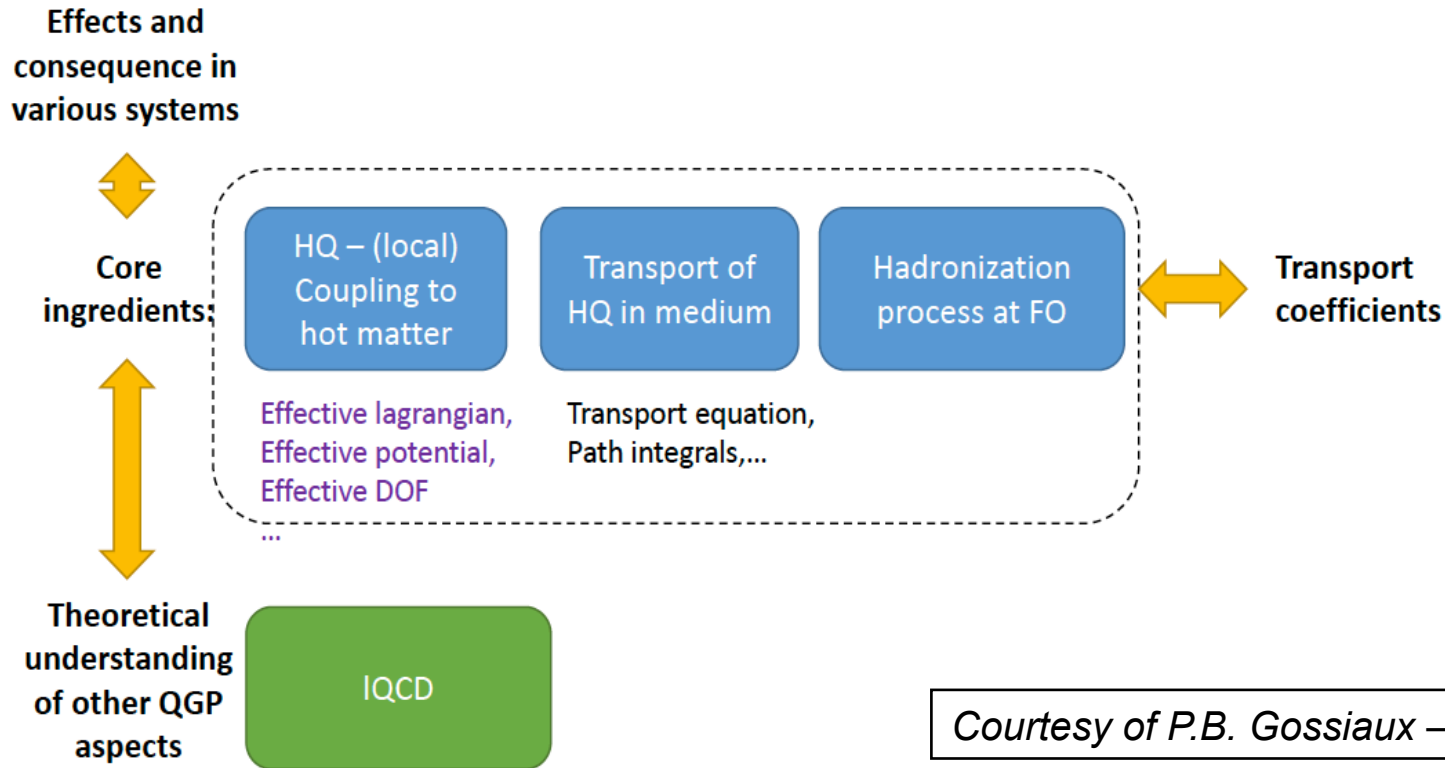 Effects and
consequence in
various systems
Core
ingredients:
HQ – (local)
Coupling to
hot matter
Transport of
HQ in medium
Hadronization
process at FO
Transport
coefficients
Effective lagrangian,
Effective potential,
Effective DOF
...
Transport equation,
Path integrals,...
Theoretical
understanding
of other QGP
aspects
lQCD
Courtesy of P.B. Gossiaux –